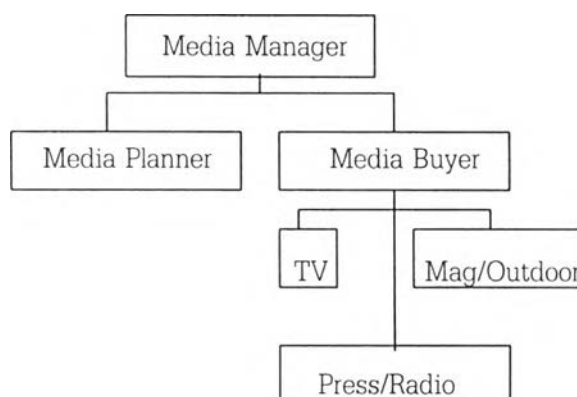 Media Manager
Media Planner
Media Buyer
TV
Mag/Outdoor
Press/Radio